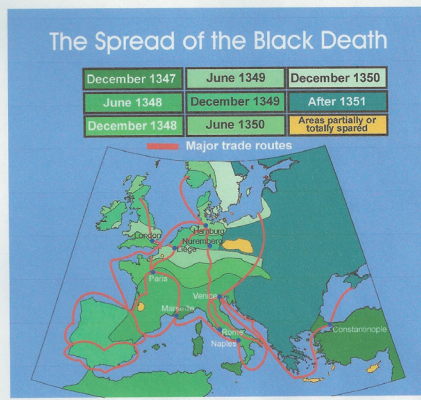 The Spread of the Black Death
December 1347 June 1349 December 1350
June 1348 December 1349 After 1351
December 1348 June 1350 Areas partially or
totally spared
Major trade routes
London
Hamburg
Nuremberg
Liège
Paris
Venice
Marseille
Rome
Naples
Constantinople